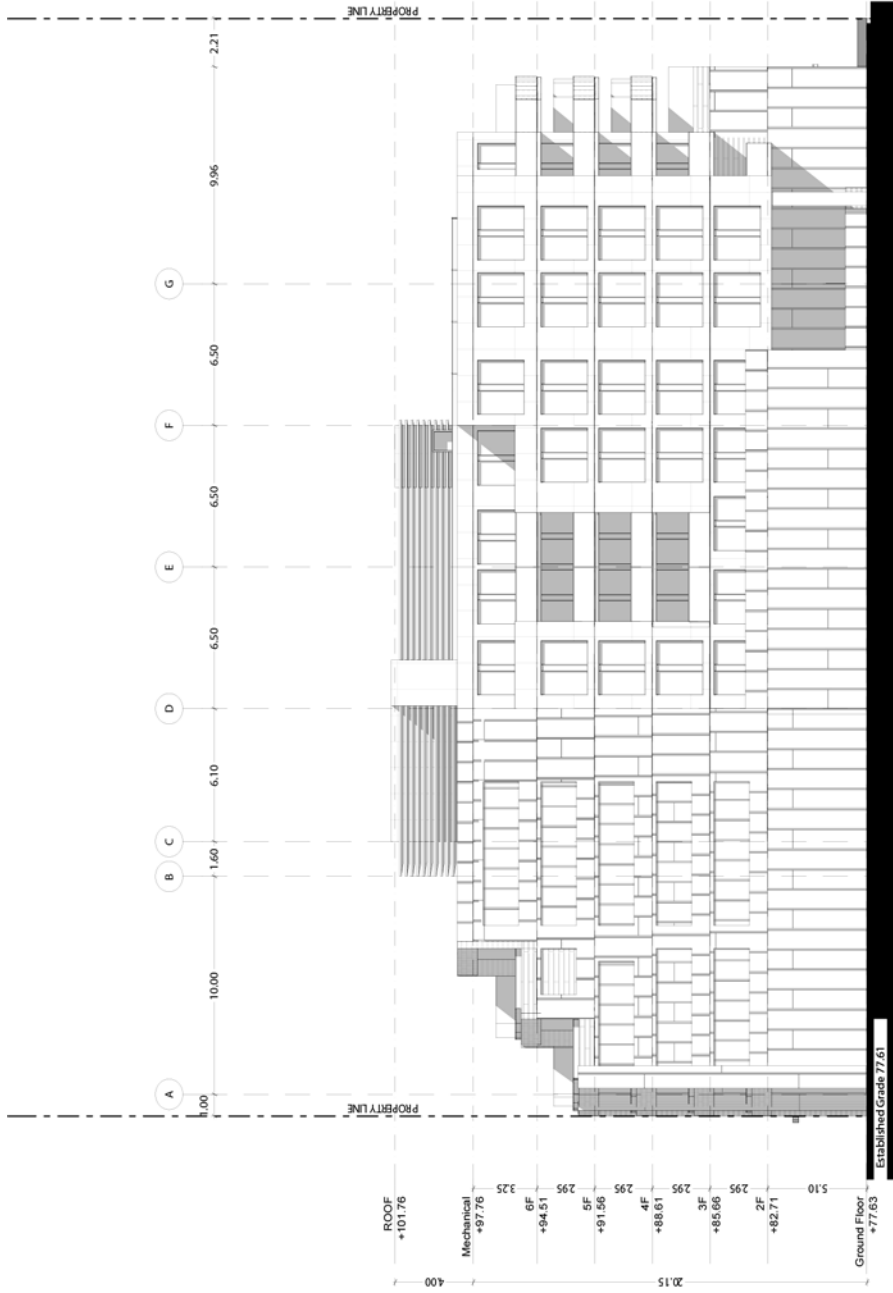 PROPERTY LINE
PROPERTY LINE
1.00
10.00
1.60
6.10
6.50
6.50
6.50
9.96
2.21
A
B
C
D
E
F
G
ROOF
+101.76
Mechanical
+97.76
6F
+94.51
5F
+91.56
4F
+88.61
3F
+85.66
2F
+82.71
Ground Floor
+77.63
4.00
20.15
3.25
2.95
2.95
2.95
2.95
5.10
Established Grade 77.61